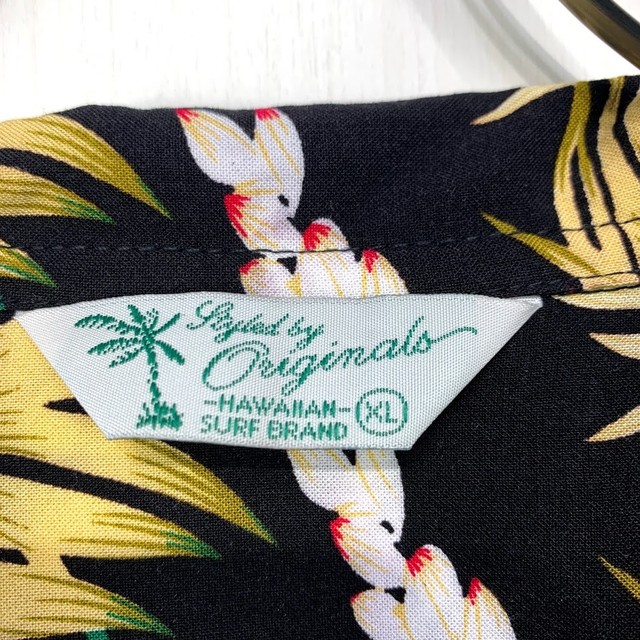 Styled by
Originals
-HAWAIIAN-
SURF BRAND
XL